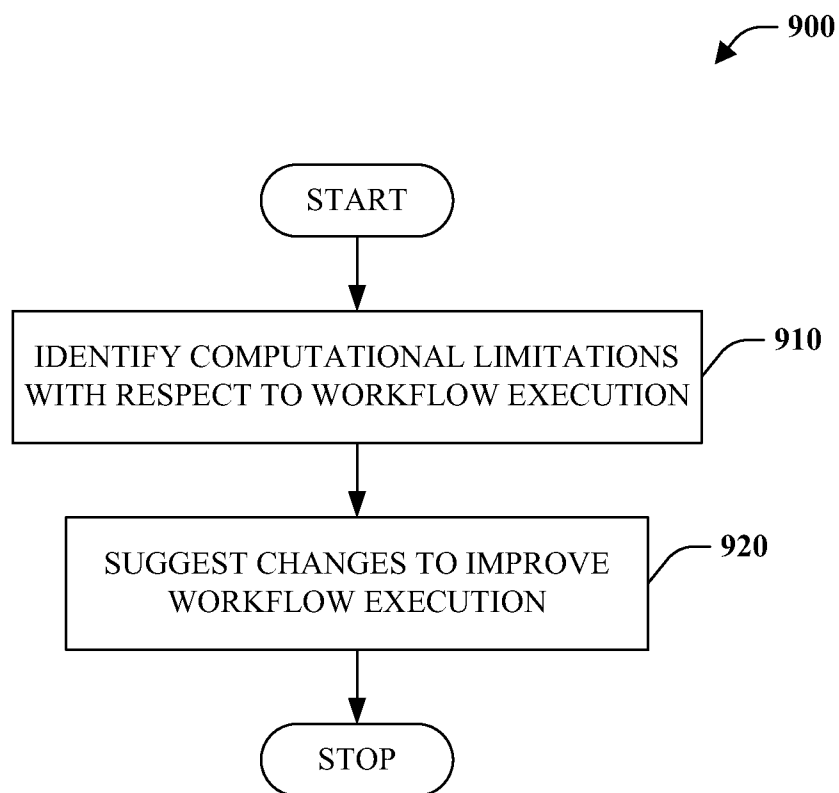 900
START
IDENTIFY COMPUTATIONAL LIMITATIONS
WITH RESPECT TO WORKFLOW EXECUTION
910
SUGGEST CHANGES TO IMPROVE
WORKFLOW EXECUTION
920
STOP